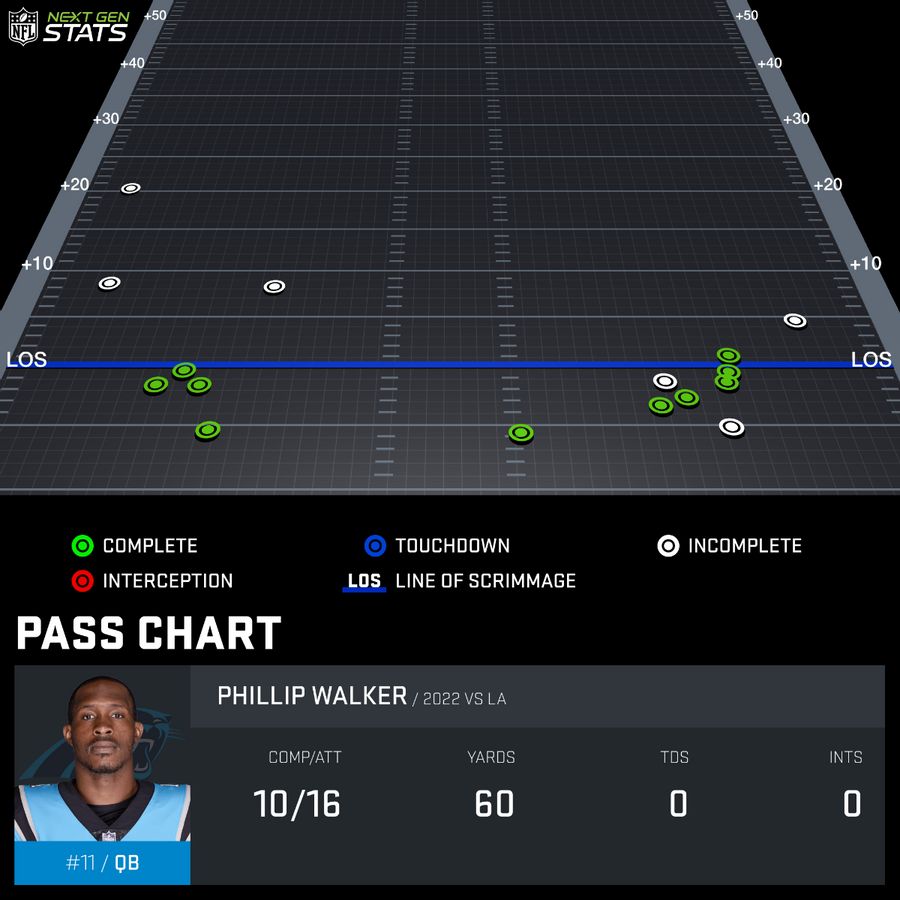 NFL NEXT GEN STATS
+50 +50
+40 +40
+30 +30
+20 +20
+10 +10
LOS LOS
COMPLETE TOUCHDOWN INCOMPLETE
INTERCEPTION LOS LINE OF SCRIMMAGE
PASS CHART
PHILLIP WALKER / 2022 VS LA
COMP/ATT YARDS TDS INTS
10/16 60 0 0
#11 / QB